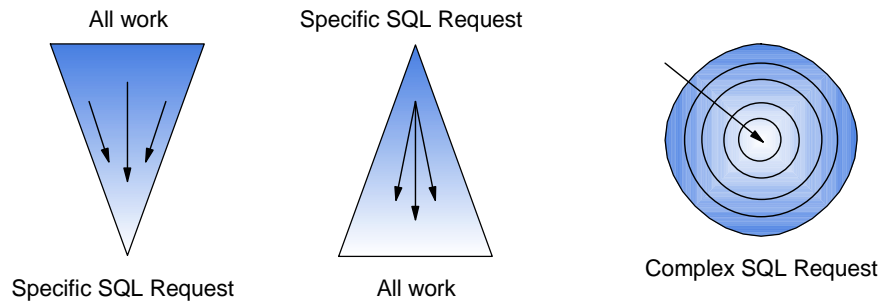 All work
Specific SQL Request
Specific SQL Request
All work
Complex SQL Request